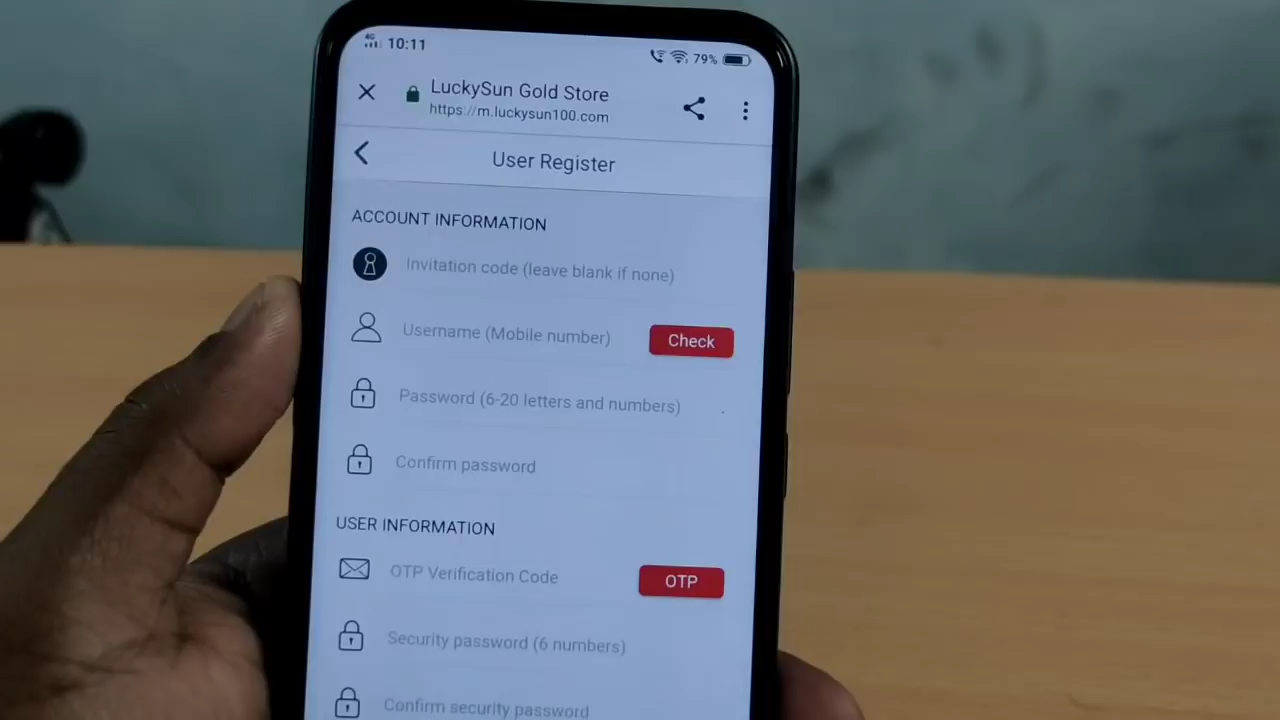 4G 10:11 79%
LuckySun Gold Store
https://m.luckysun100.com
User Register
ACCOUNT INFORMATION
Invitation code (leave blank if none)
Username (Mobile number) Check
Password (6-20 letters and numbers)
Confirm password
USER INFORMATION
OTP Verification Code OTP
Security password (6 numbers)
Confirm security password